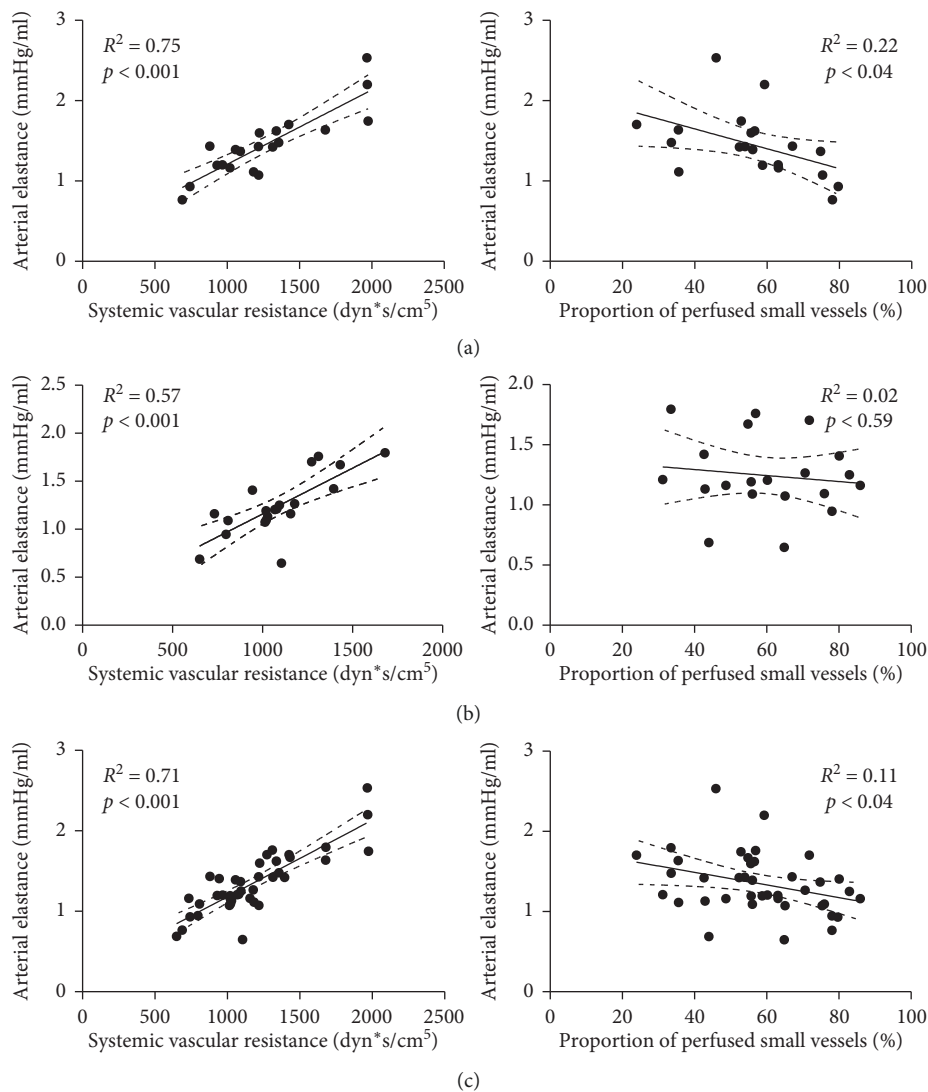 R² = 0.75
p < 0.001
3
2
1
0
0 500 1000 1500 2000 2500
Arterial elastance (mmHg/ml)
Systemic vascular resistance (dyn*s/cm⁵)
R² = 0.22
p < 0.04
3
2
1
0
0 20 40 60 80 100
Arterial elastance (mmHg/ml)
Proportion of perfused small vessels (%)
(a)
R² = 0.57
p < 0.001
2.5
2.0
1.5
1.0
0.5
0.0
0 500 1000 1500 2000
Arterial elastance (mmHg/ml)
Systemic vascular resistance (dyn*s/cm⁵)
R² = 0.02
p < 0.59
2.0
1.5
1.0
0.5
0.0
0 20 40 60 80 100
Arterial elastance (mmHg/ml)
Proportion of perfused small vessels (%)
(b)
R² = 0.71
p < 0.001
3
2
1
0
0 500 1000 1500 2000 2500
Arterial elastance (mmHg/ml)
Systemic vascular resistance (dyn*s/cm⁵)
R² = 0.11
p < 0.04
3
2
1
0
0 20 40 60 80 100
Arterial elastance (mmHg/ml)
Proportion of perfused small vessels (%)
(c)